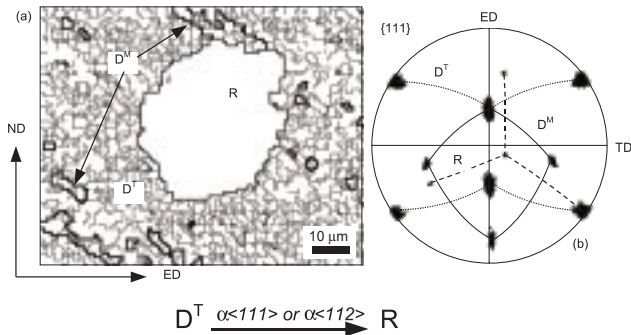 (a)
D^M
R
D^T
ND
ED
10 μm
{111}
ED
D^T
D^M
TD
R
(b)
D^T α<111> or α<112> R